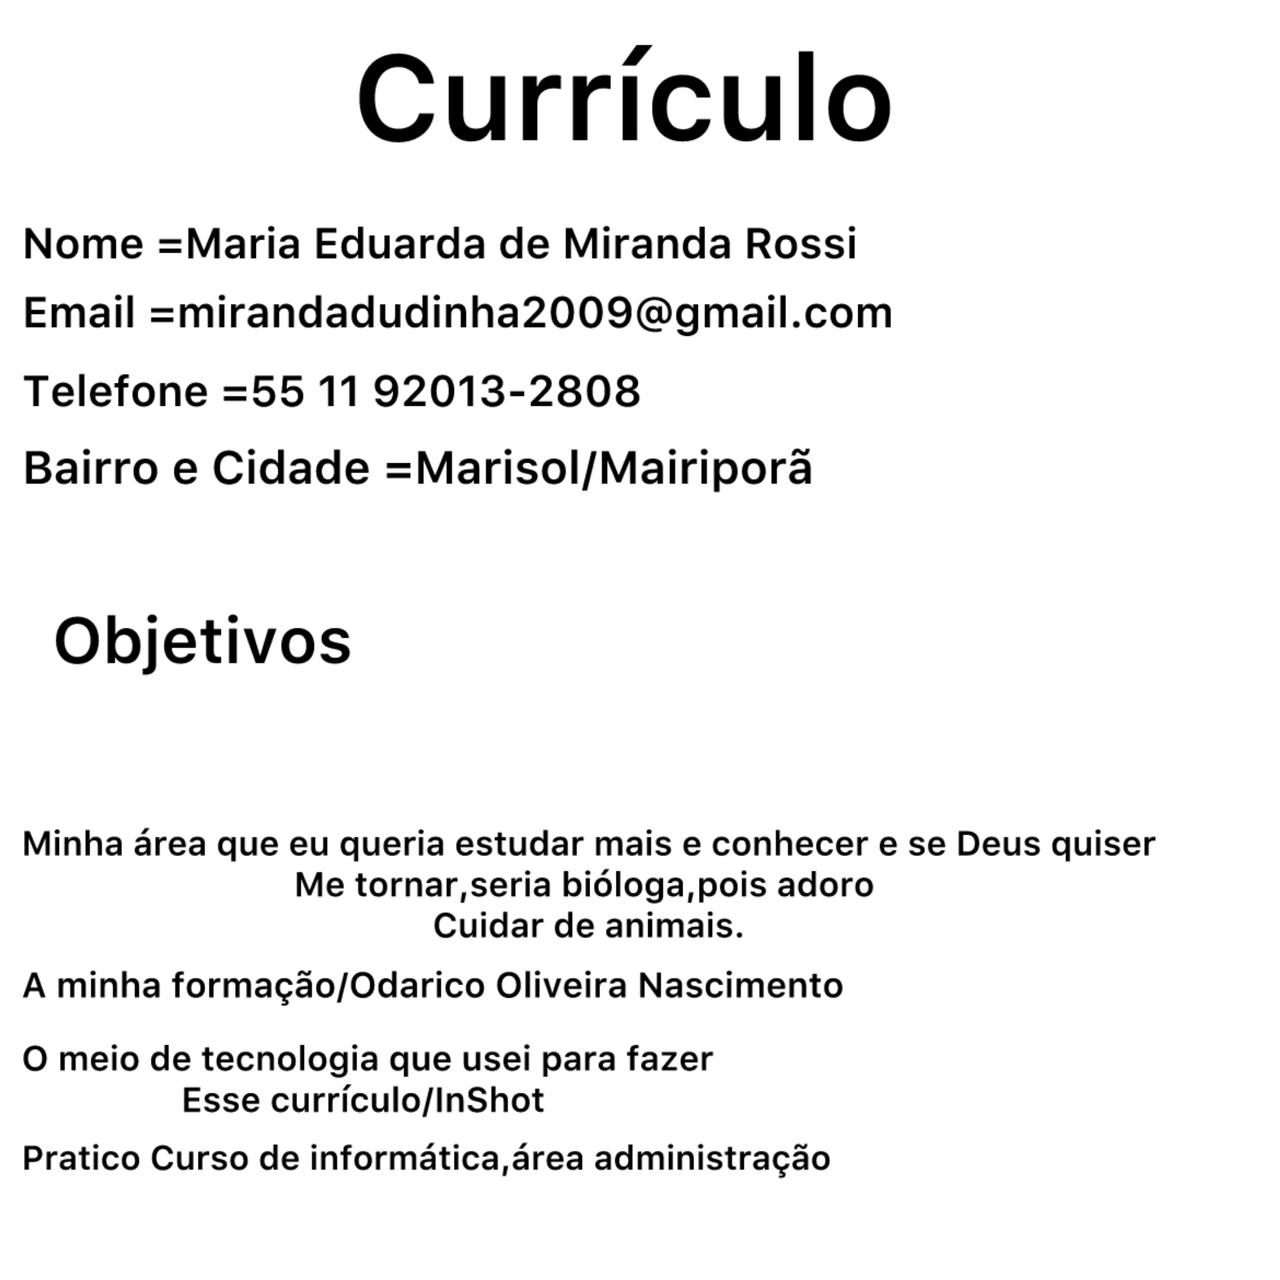 Currículo
Nome =Maria Eduarda de Miranda Rossi
Email =mirandadudinha2009@gmail.com
Telefone =55 11 92013-2808
Bairro e Cidade =Marisol/Mairiporã
Objetivos
Minha área que eu queria estudar mais e conhecer e se Deus quiser
Me tornar,seria bióloga,pois adoro
Cuidar de animais.
A minha formação/Odarico Oliveira Nascimento
O meio de tecnologia que usei para fazer
Esse currículo/InShot
Pratico Curso de informática,área administração